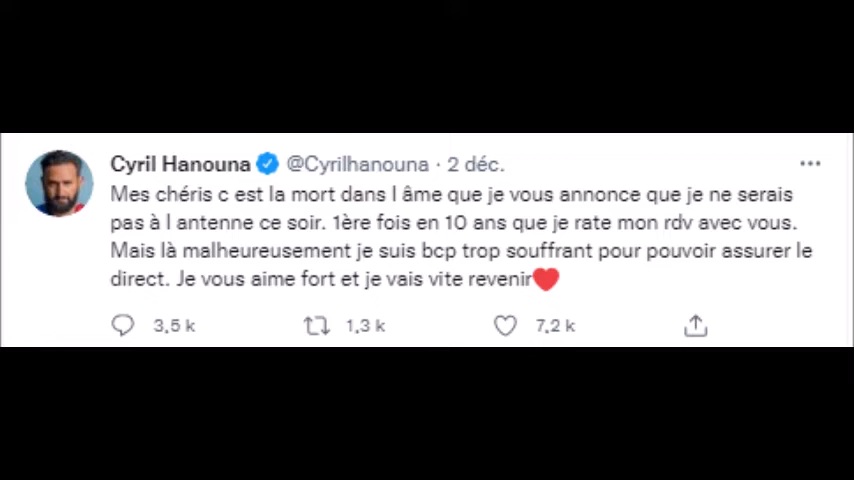 Cyril Hanouna @Cyrilhanouna · 2 déc.
Mes chéris c est la mort dans l âme que je vous annonce que je ne serais
pas à l antenne ce soir. 1ère fois en 10 ans que je rate mon rdv avec vous.
Mais là malheureusement je suis bcp trop souffrant pour pouvoir assurer le
direct. Je vous aime fort et je vais vite revenir❤️
3,5 k 1,3 k 7,2 k